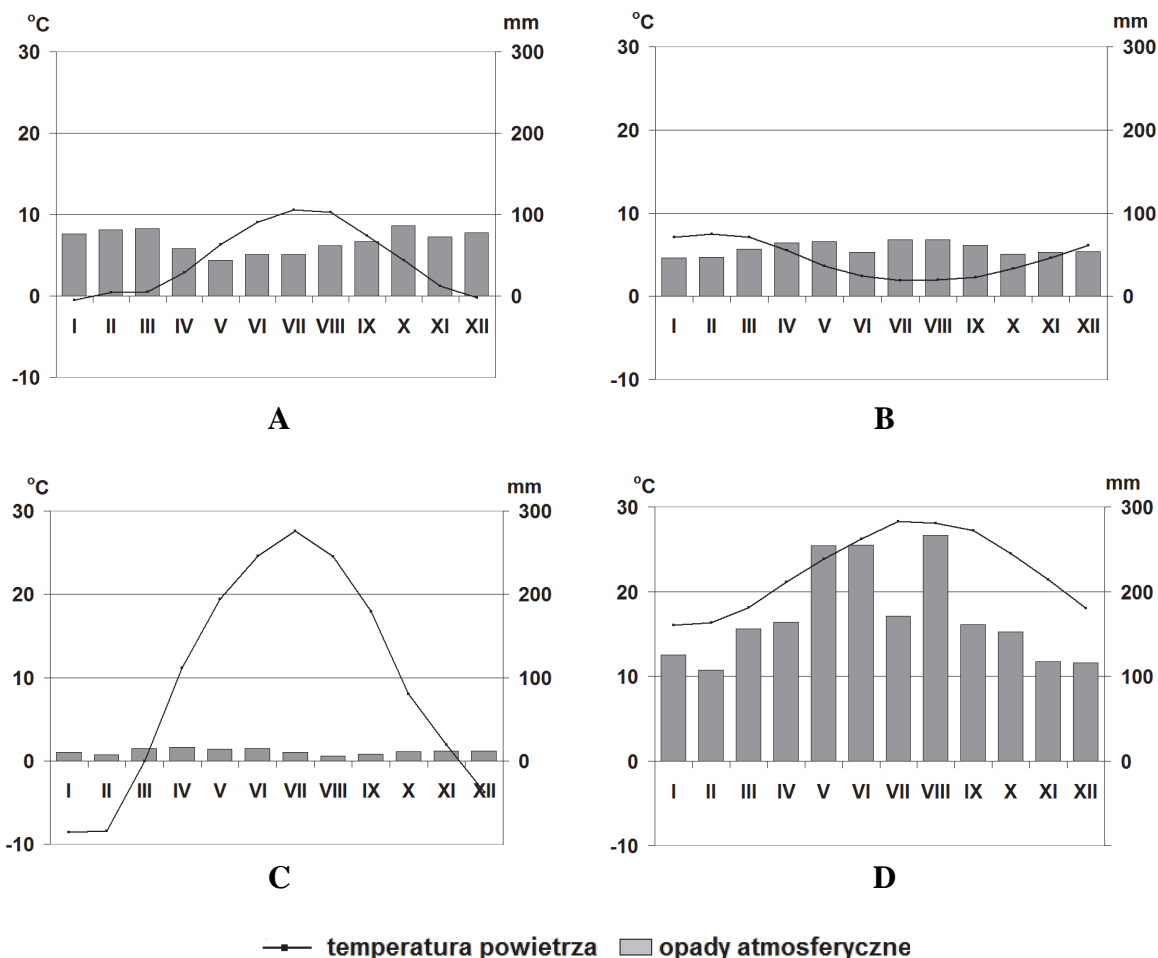 °C mm
30 300
20 200
10 100
0 0
I II III IV V VI VII VIII IX X XI XII
-10
A
°C mm
30 300
20 200
10 100
0 0
I II III IV V VI VII VIII IX X XI XII
-10
B
°C mm
30 300
20 200
10 100
0 0
I II III IV V VI VII VIII IX X XI XII
-10
C
°C mm
30 300
20 200
10 100
0 0
I II III IV V VI VII VIII IX X XI XII
-10
D
temperatura powietrza opady atmosferyczne